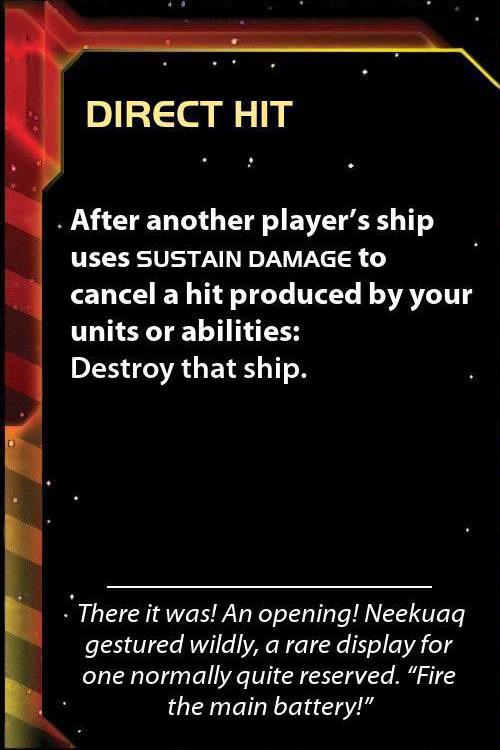 DIRECT HIT
After another player’s ship
uses SUSTAIN DAMAGE to
cancel a hit produced by your
units or abilities:
Destroy that ship.
There it was! An opening! Neekuaq
gestured wildly, a rare display for
one normally quite reserved. “Fire
the main battery!”